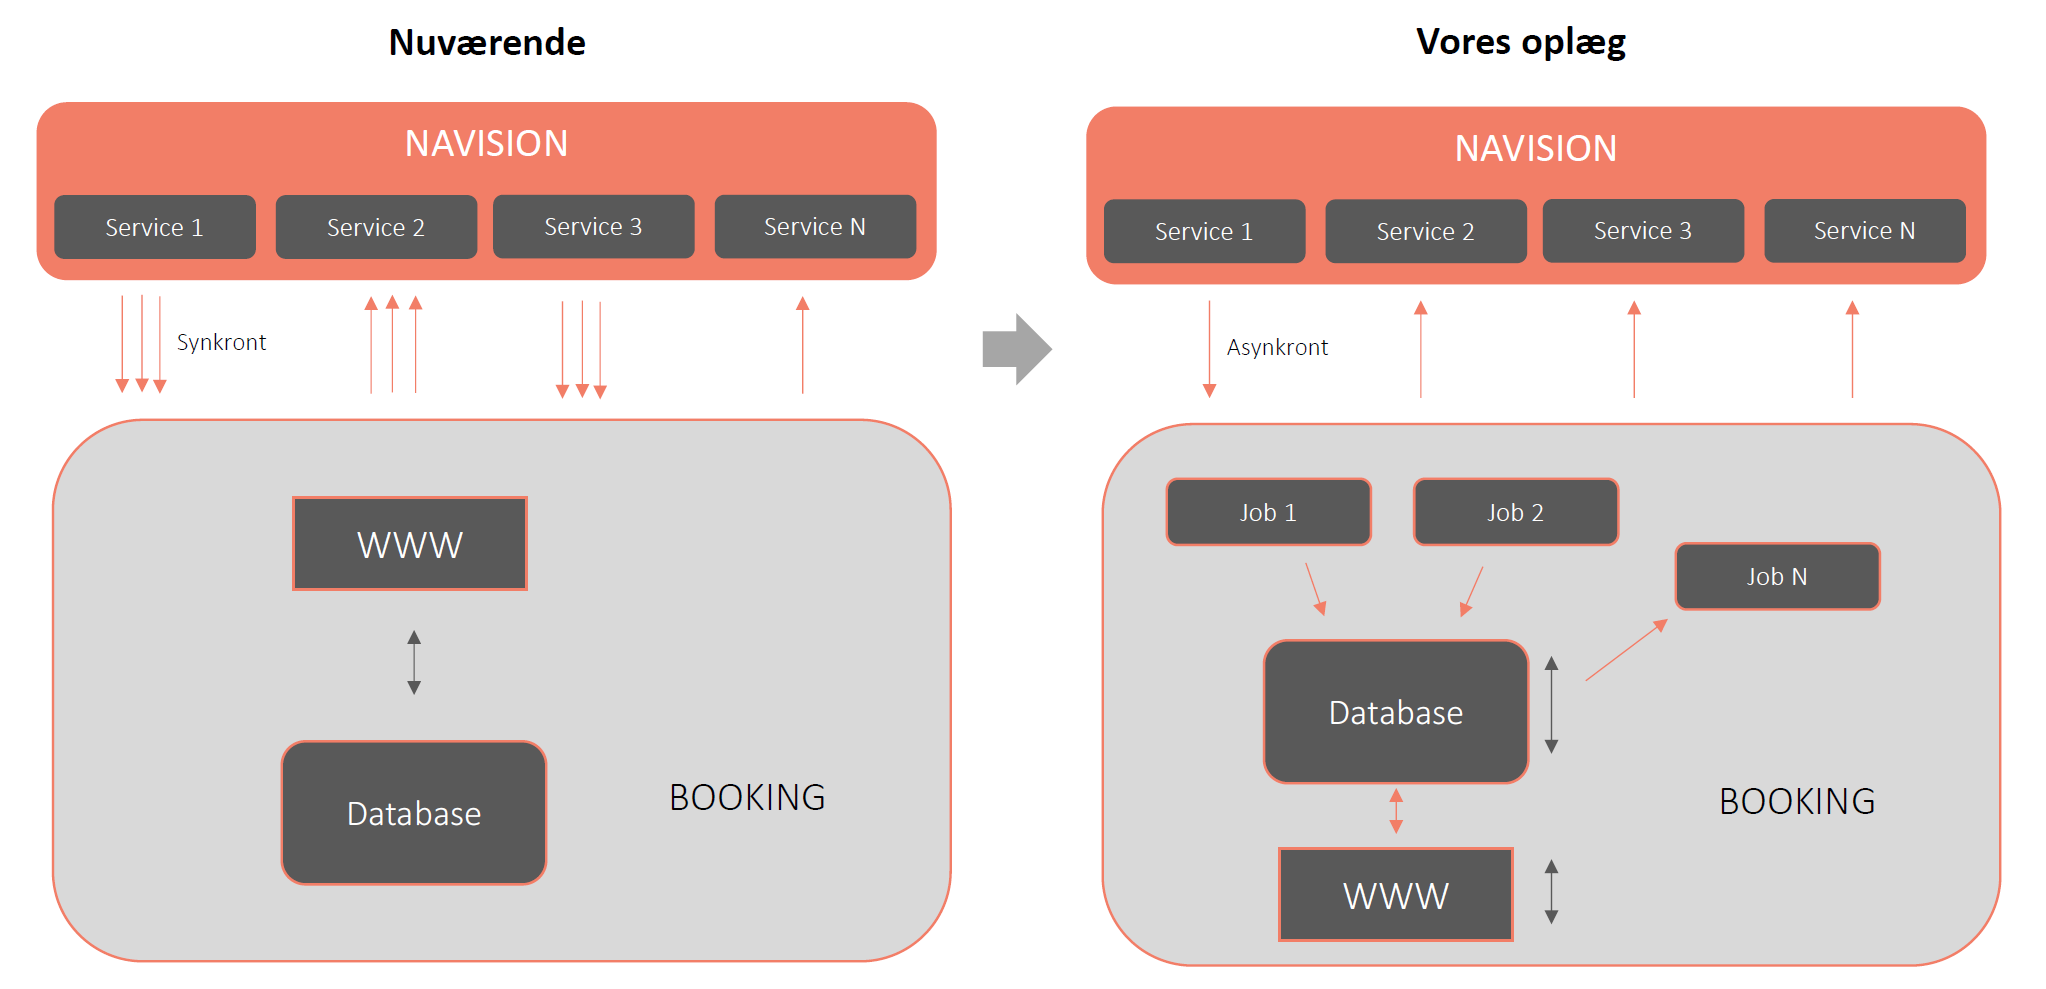 Nuværende
NAVISION
Service 1
Service 2
Service 3
Service N
Synkront
WWW
Database
BOOKING
Vores oplæg
NAVISION
Service 1
Service 2
Service 3
Service N
Asynkront
Job 1
Job 2
Job N
Database
BOOKING
WWW